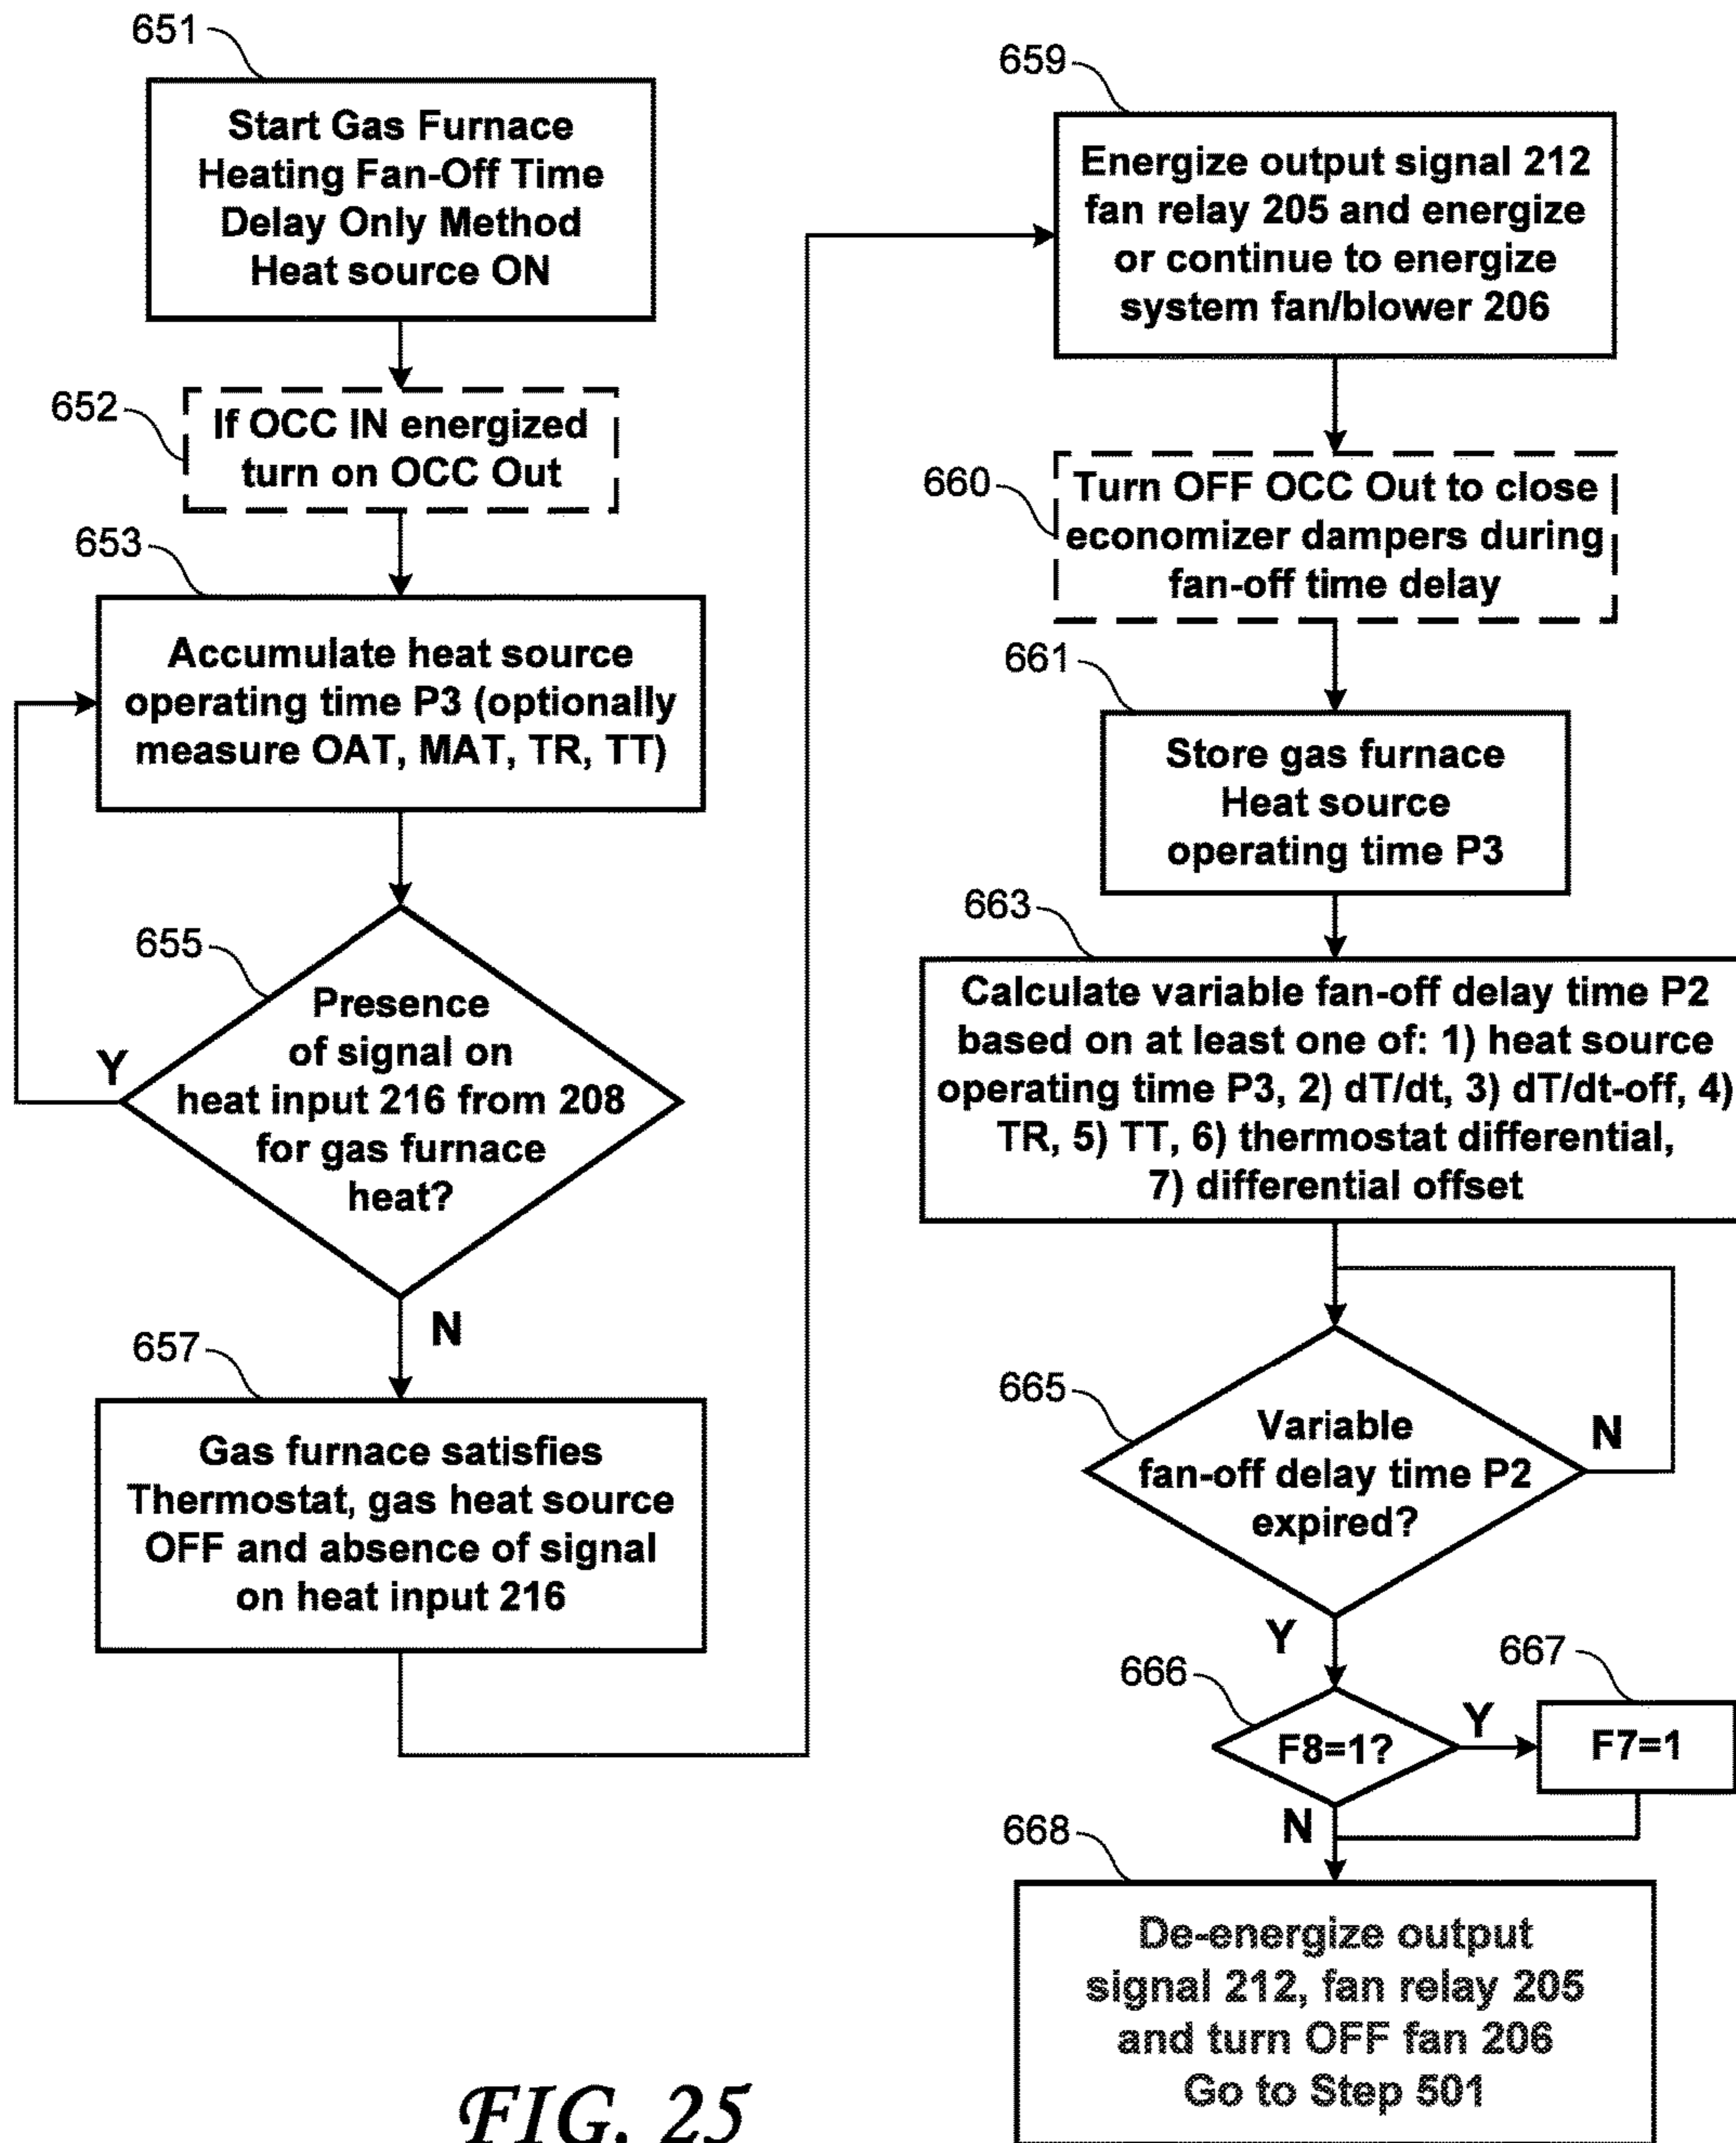 651
Start Gas Furnace
Heating Fan-Off Time
Delay Only Method
Heat source ON
652
If OCC IN energized
turn on OCC Out
653
Accumulate heat source
operating time P3 (optionally
measure OAT, MAT, TR, TT)
655
Presence
of signal on
heat input 216 from 208
for gas furnace
heat?
Y
N
657
Gas furnace satisfies
Thermostat, gas heat source
OFF and absence of signal
on heat input 216
659
Energize output signal 212
fan relay 205 and energize
or continue to energize
system fan/blower 206
660
Turn OFF OCC Out to close
economizer dampers during
fan-off time delay
661
Store gas furnace
Heat source
operating time P3
663
Calculate variable fan-off delay time P2
based on at least one of: 1) heat source
operating time P3, 2) dT/dt, 3) dT/dt-off, 4)
TR, 5) TT, 6) thermostat differential,
7) differential offset
665
Variable
fan-off delay time P2
expired?
N
Y
666
F8=1?
Y
667
F7=1
N
668
De-energize output
signal 212, fan relay 205
and turn OFF fan 206
Go to Step 501
FIG. 25